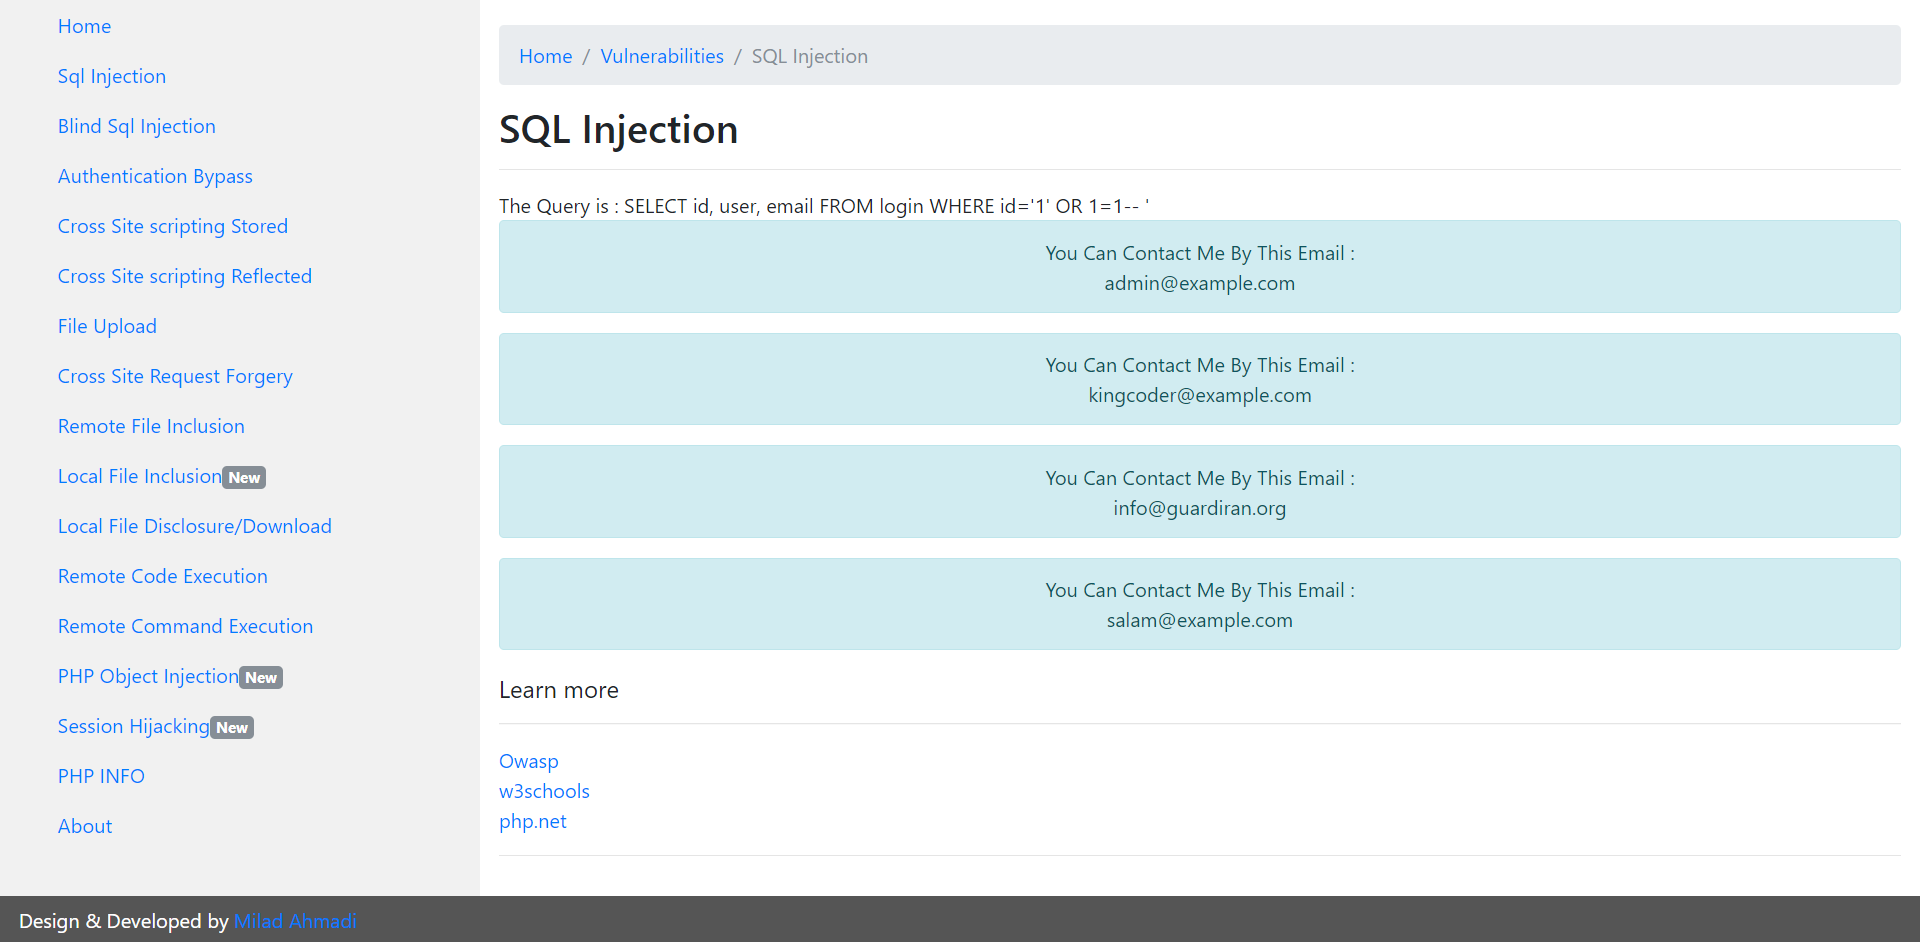 Home
Sql Injection
Blind Sql Injection
Authentication Bypass
Cross Site scripting Stored
Cross Site scripting Reflected
File Upload
Cross Site Request Forgery
Remote File Inclusion
Local File Inclusion New
Local File Disclosure/Download
Remote Code Execution
Remote Command Execution
PHP Object Injection New
Session Hijacking New
PHP INFO
About
Home / Vulnerabilities / SQL Injection
SQL Injection
The Query is : SELECT id, user, email FROM login WHERE id='1' OR 1=1-- '
You Can Contact Me By This Email :
admin@example.com
You Can Contact Me By This Email :
kingcoder@example.com
You Can Contact Me By This Email :
info@guardiran.org
You Can Contact Me By This Email :
salam@example.com
Learn more
Owasp
w3schools
php.net
Design & Developed by Milad Ahmadi